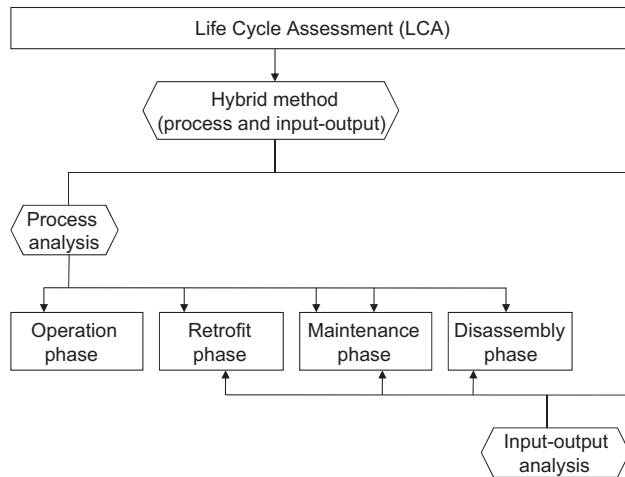 Life Cycle Assessment (LCA)
Hybrid method
(process and input-output)
Process
analysis
Operation
phase
Retrofit
phase
Maintenance
phase
Disassembly
phase
Input-output
analysis